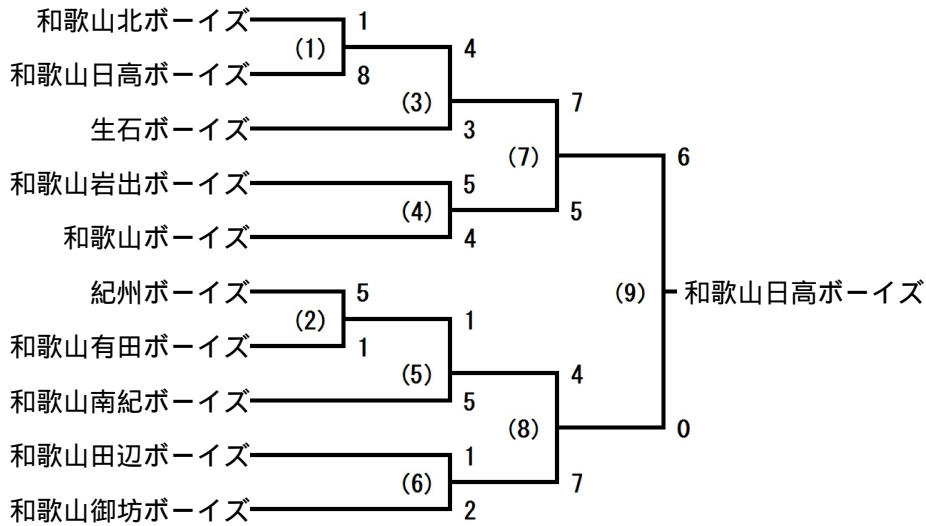 和歌山北ボーイズ 1
(1) 4
和歌山日高ボーイズ 8
(3) 7
生石ボーイズ 3
(7) 6
和歌山岩出ボーイズ 5
(4) 5
和歌山ボーイズ 4
紀州ボーイズ 5
(9) 和歌山日高ボーイズ
(2) 1
和歌山有田ボーイズ 1
(5) 4
和歌山南紀ボーイズ 5
(8) 0
和歌山田辺ボーイズ 1
(6) 7
和歌山御坊ボーイズ 2